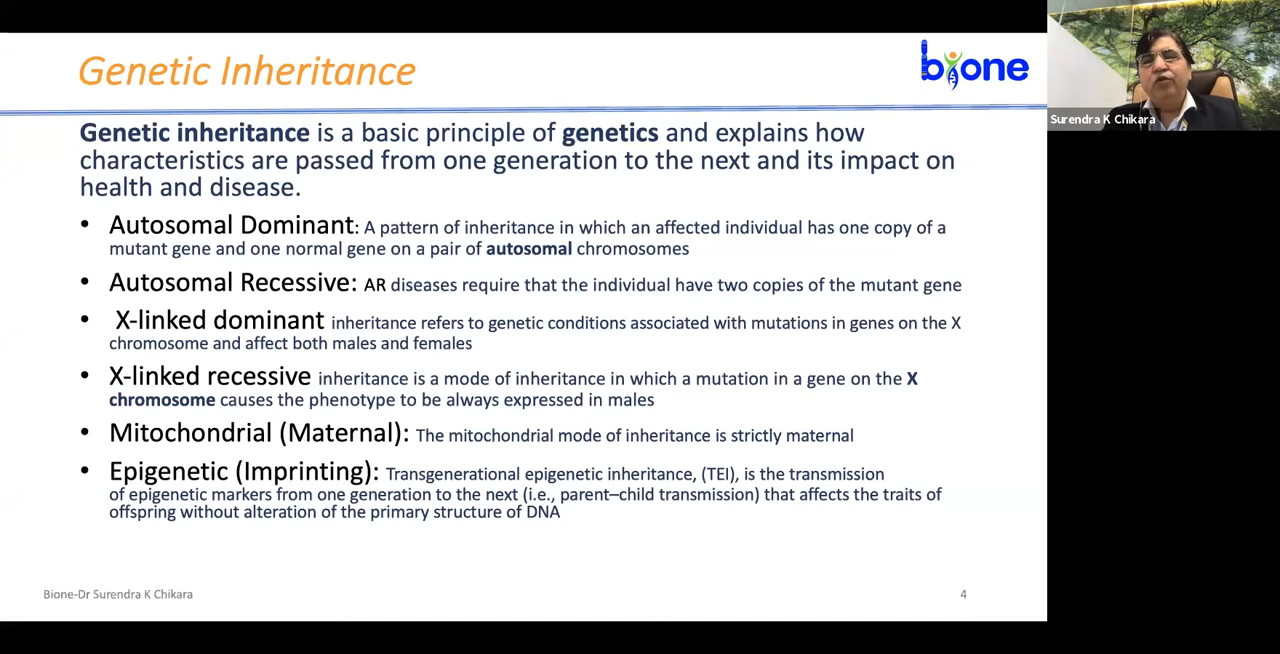 Genetic Inheritance
bione
Surendra K Chikara
Genetic inheritance is a basic principle of genetics and explains how
characteristics are passed from one generation to the next and its impact on
health and disease.
• Autosomal Dominant: A pattern of inheritance in which an affected individual has one copy of a
mutant gene and one normal gene on a pair of autosomal chromosomes
• Autosomal Recessive: AR diseases require that the individual have two copies of the mutant gene
• X-linked dominant inheritance refers to genetic conditions associated with mutations in genes on the X
chromosome and affect both males and females
• X-linked recessive inheritance is a mode of inheritance in which a mutation in a gene on the X
chromosome causes the phenotype to be always expressed in males
• Mitochondrial (Maternal): The mitochondrial mode of inheritance is strictly maternal
• Epigenetic (Imprinting): Transgenerational epigenetic inheritance, (TEI), is the transmission
of epigenetic markers from one generation to the next (i.e., parent–child transmission) that affects the traits of
offspring without alteration of the primary structure of DNA
Bione-Dr Surendra K Chikara
4